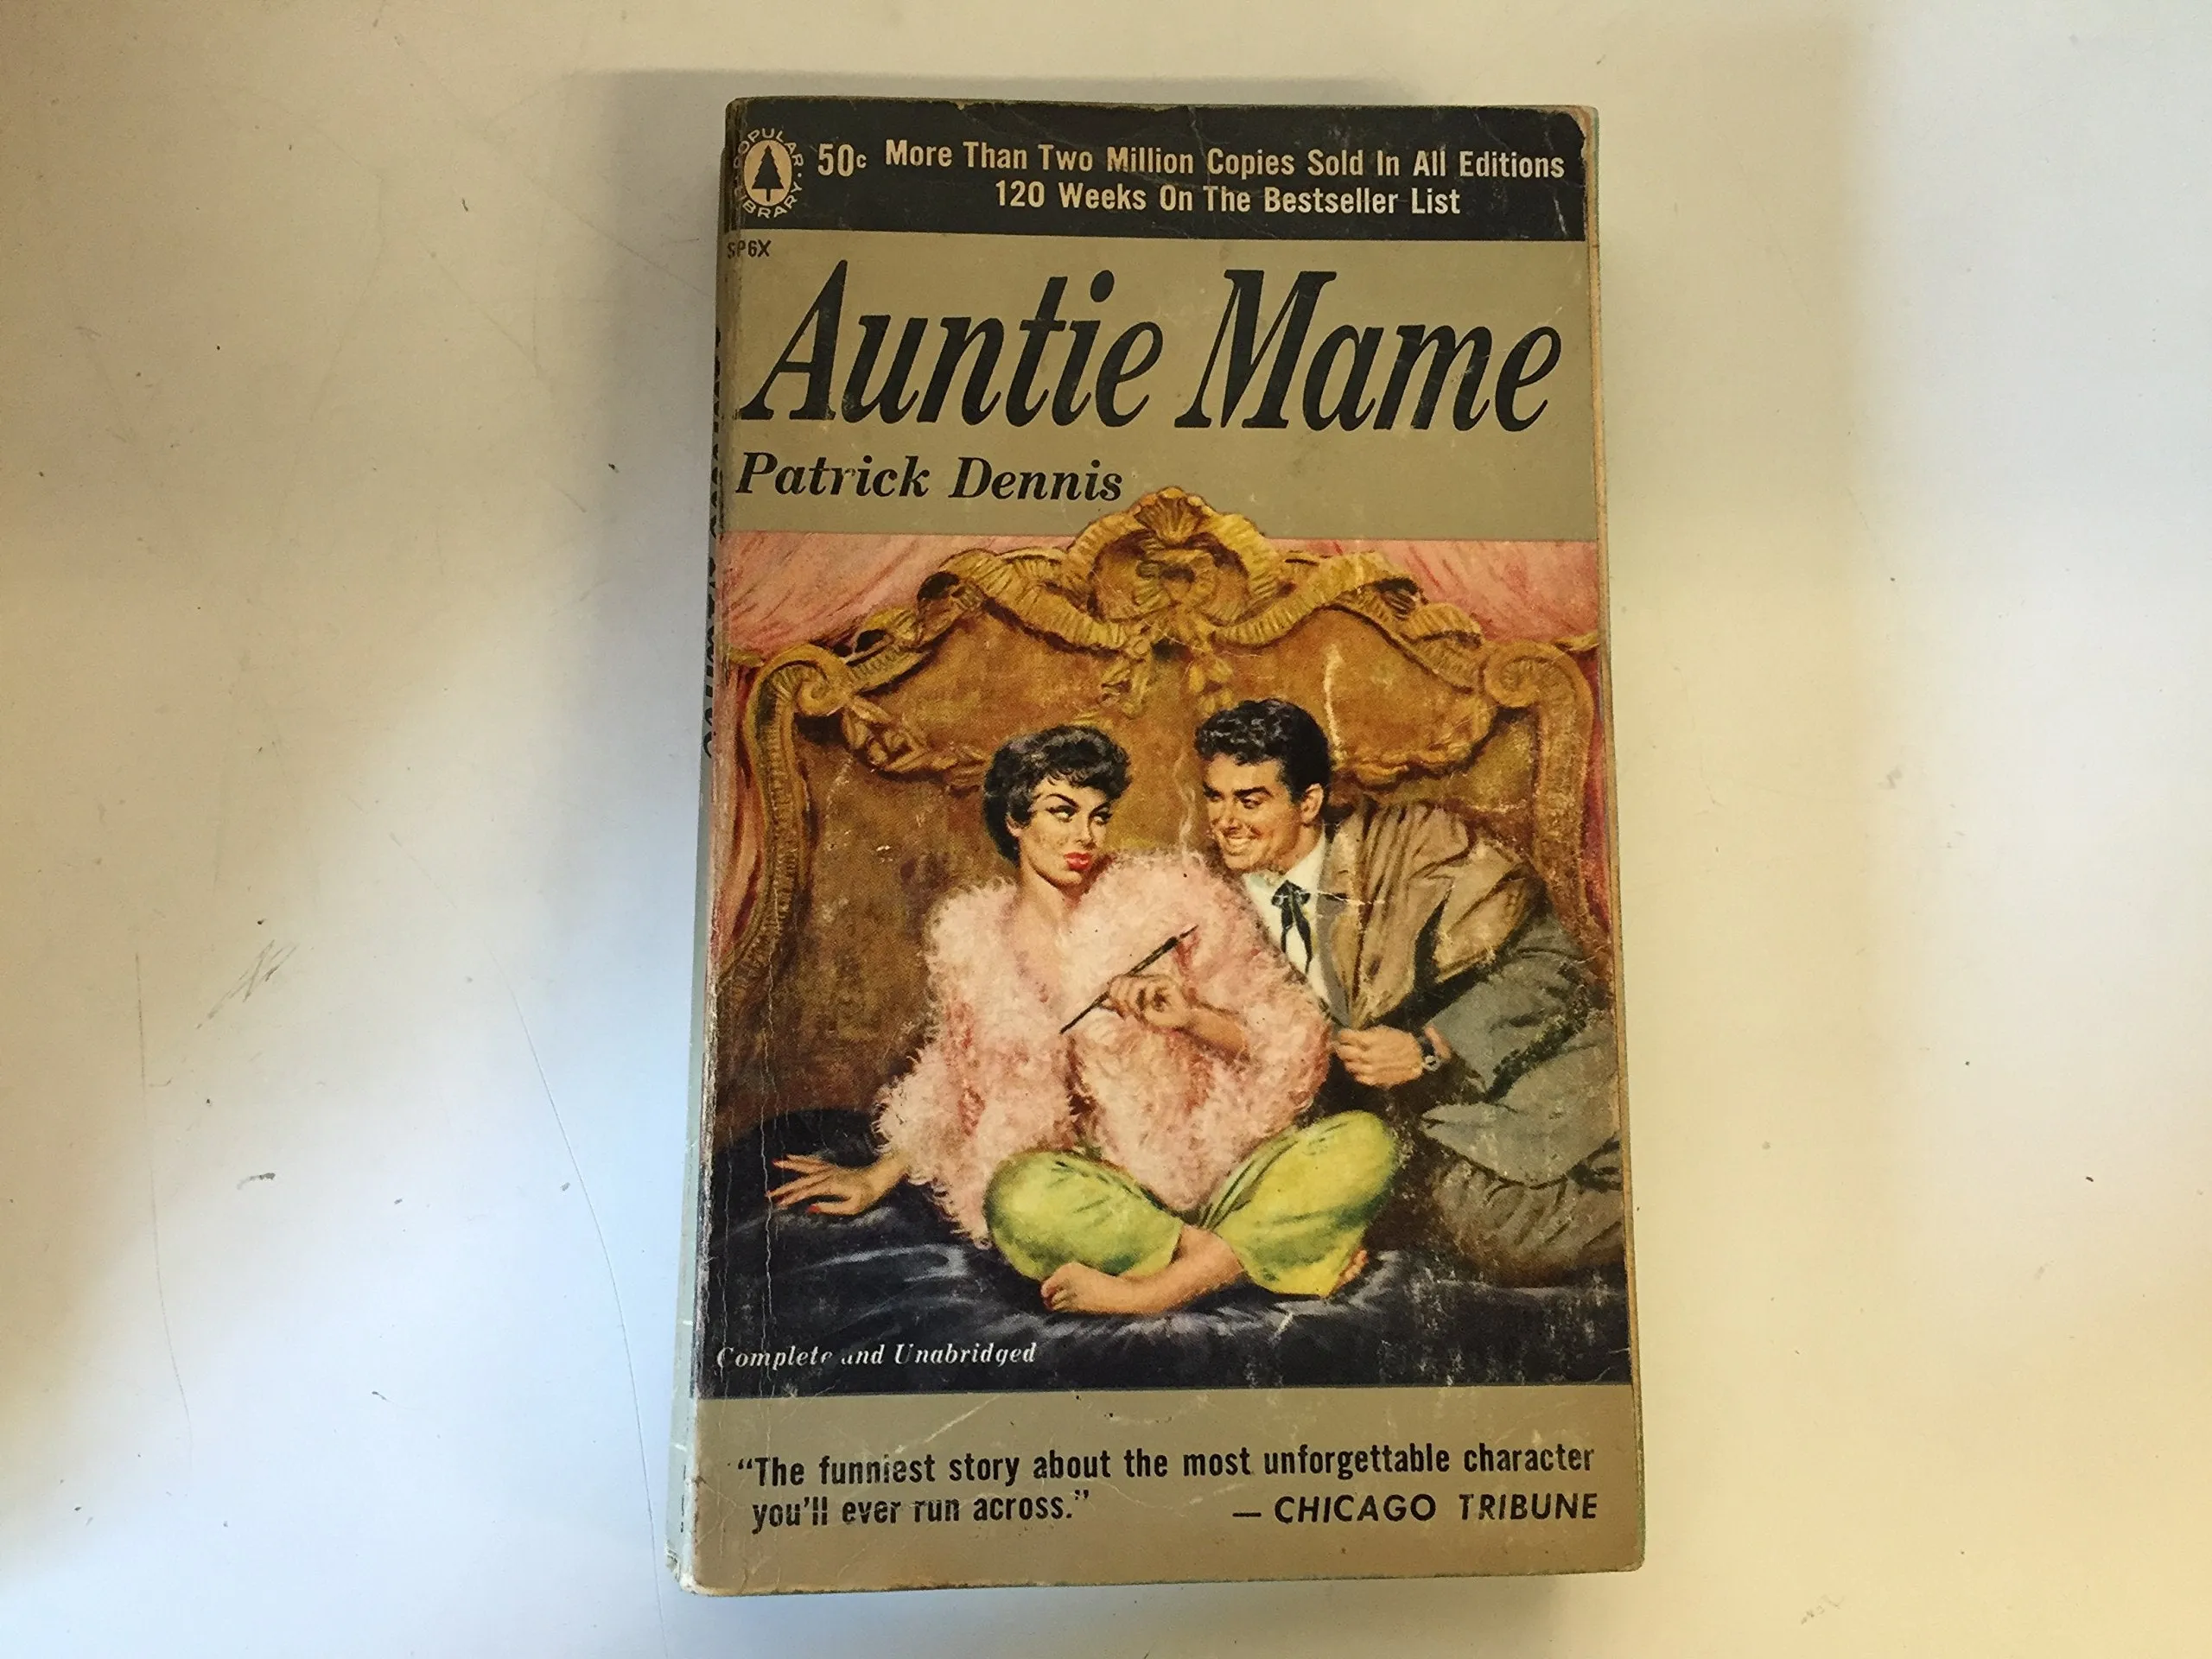 POPULAR LIBRARY
50c More Than Two Million Copies Sold In All Editions
120 Weeks On The Bestseller List
SP6X
Auntie Mame
Patrick Dennis
Complete and Unabridged
"The funniest story about the most unforgettable character
you'll ever run across."
— CHICAGO TRIBUNE